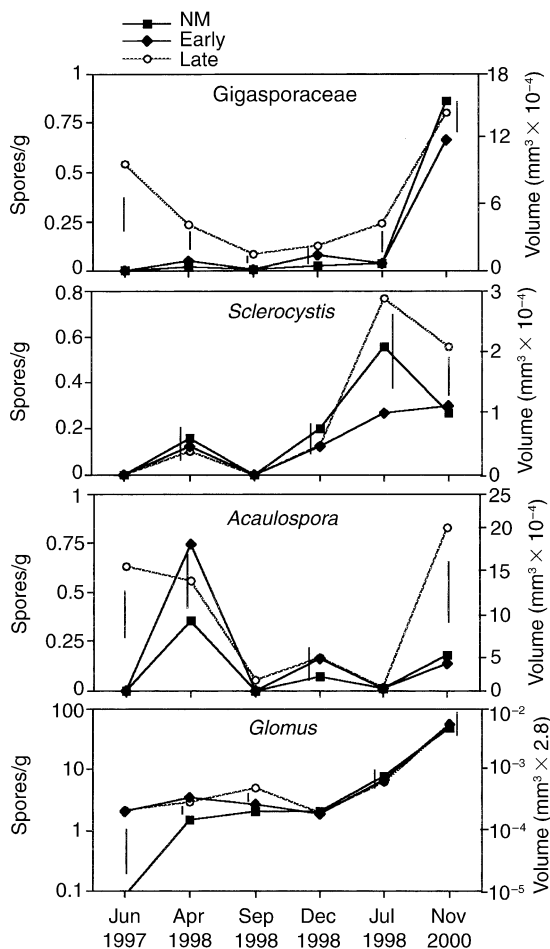 NM
Early
Late
Gigasporaceae
Spores/g
1
0.75
0.5
0.25
0
18
12
6
0
Volume (mm³ × 10⁻⁴)
Sclerocystis
Spores/g
0.8
0.6
0.4
0.2
0
3
2
1
0
Volume (mm³ × 10⁻⁴)
Acaulospora
Spores/g
1
0.75
0.5
0.25
0
25
20
15
10
5
0
Volume (mm³ × 10⁻⁴)
Glomus
Spores/g
100
10
1
0.1
10⁻²
10⁻³
10⁻⁴
10⁻⁵
Volume (mm³ × 2.8)
Jun Apr Sep Dec Jul Nov
1997 1998 1998 1998 1998 2000